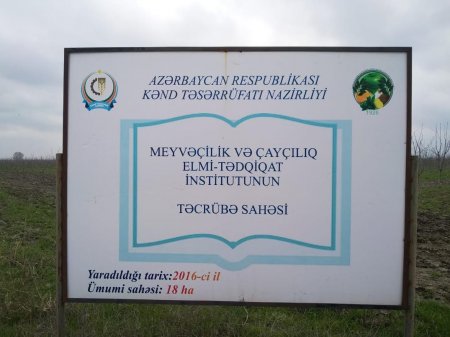 AZƏRBAYCAN RESPUBLİKASI
KƏND TƏSƏRRÜFATI NAZİRLİYİ
MEYVƏÇİLİK VƏ ÇAYÇILIQ
ELMİ-TƏDQİQAT
İNSTİTUTUNUN
TƏCRÜBƏ SAHƏSİ
Yaradıldığı tarix:2016-ci il
Ümumi sahəsi: 18 ha